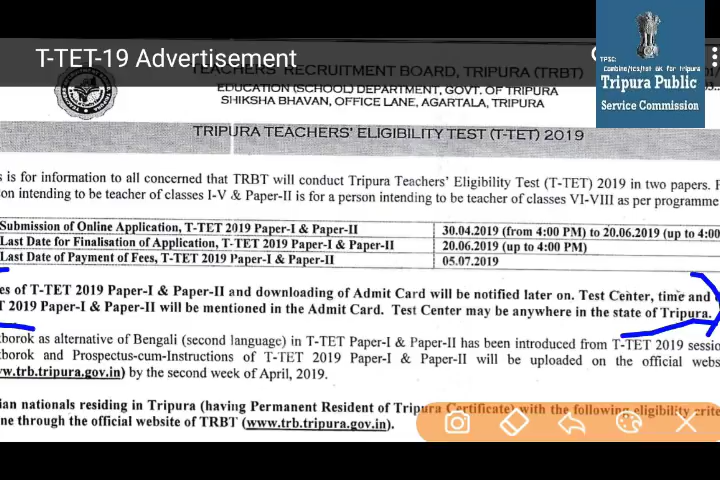 T-TET-19 Advertisement
TPSC:
Combine/tcs/tst & GK for tripura
Tripura Public
Service Commission
TEACHERS' RECRUITMENT BOARD, TRIPURA (TRBT)
EDUCATION (SCHOOL) DEPARTMENT, GOVT. OF TRIPURA
SHIKSHA BHAVAN, OFFICE LANE, AGARTALA, TRIPURA
TRIPURA TEACHERS' ELIGIBILITY TEST (T-TET) 2019
s is for information to all concerned that TRBT will conduct Tripura Teachers' Eligibility Test (T-TET) 2019 in two papers.
on intending to be teacher of classes I-V & Paper-II is for a person intending to be teacher of classes VI-VIII as per programme
Submission of Online Application, T-TET 2019 Paper-I & Paper-II 30.04.2019 (from 4:00 PM) to 20.06.2019 (up to 4:00
Last Date for Finalisation of Application, T-TET 2019 Paper-I & Paper-II 20.06.2019 (up to 4:00 PM)
Last Date of Payment of Fees, T-TET 2019 Paper-I & Paper-II 05.07.2019
es of T-TET 2019 Paper-I & Paper-II and downloading of Admit Card will be notified later on. Test Center, time and
T 2019 Paper-I & Paper-II will be mentioned in the Admit Card. Test Center may be anywhere in the state of Tripura.
tborok as alternative of Bengali (second language) in T-TET Paper-I & Paper-II has been introduced from T-TET 2019 sessio
tborok and Prospectus-cum-Instructions of T-TET 2019 Paper-I & Paper-II will be uploaded on the official webs
w.trb.tripura.gov.in) by the second week of April, 2019.
ian nationals residing in Tripura (having Permanent Resident of Tripura Certificate) with the following eligibility crite
ne through the official website of TRBT (www.trb.tripura.gov.in).